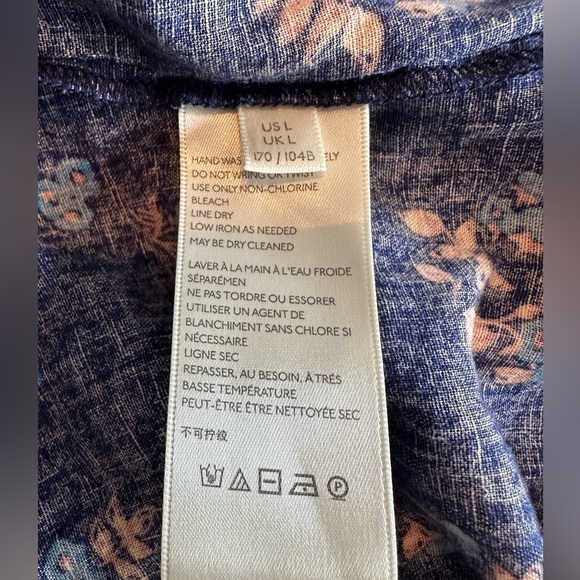 US L
UK L
170 / 104B
HAND WAS ELY
DO NOT WRING OR TWIST
USE ONLY NON-CHLORINE
BLEACH
LINE DRY
LOW IRON AS NEEDED
MAY BE DRY CLEANED
LAVER À LA MAIN À L'EAU FROIDE
SÉPARÉMEN
NE PAS TORDRE OU ESSORER
UTILISER UN AGENT DE
BLANCHIMENT SANS CHLORE SI
NÉCESSAIRE
LIGNE SEC
REPASSER, AU BESOIN, À TRÉS
BASSE TEMPÉRATURE
PEUT-ÊTRE ÊTRE NETTOYÉE SEC
不可拧绞
P